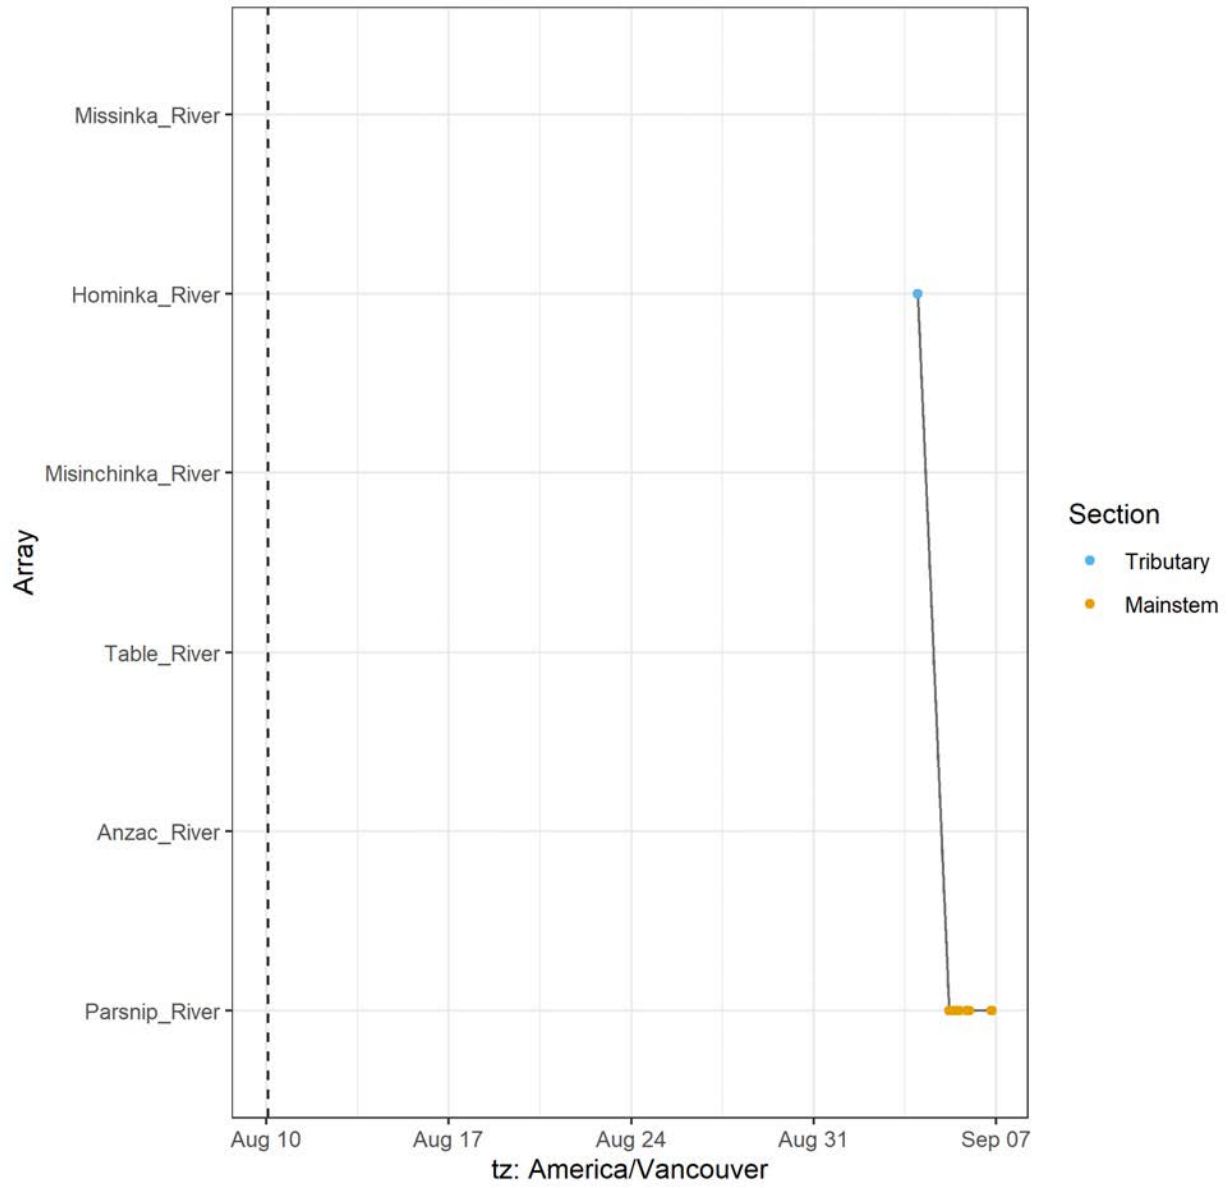 Missinka_River
Hominka_River
Misinchinka_River
Table_River
Anzac_River
Parsnip_River
Array
Aug 10
Aug 17
Aug 24
Aug 31
Sep 07
tz: America/Vancouver
Section
Tributary
Mainstem